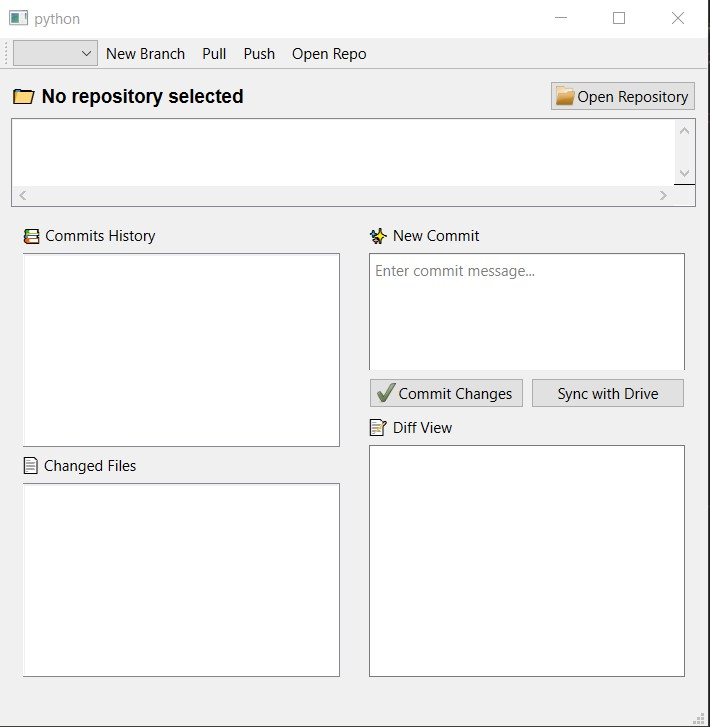 python
New Branch Pull Push Open Repo
No repository selected Open Repository
Commits History
New Commit
Enter commit message...
Commit Changes Sync with Drive
Diff View
Changed Files